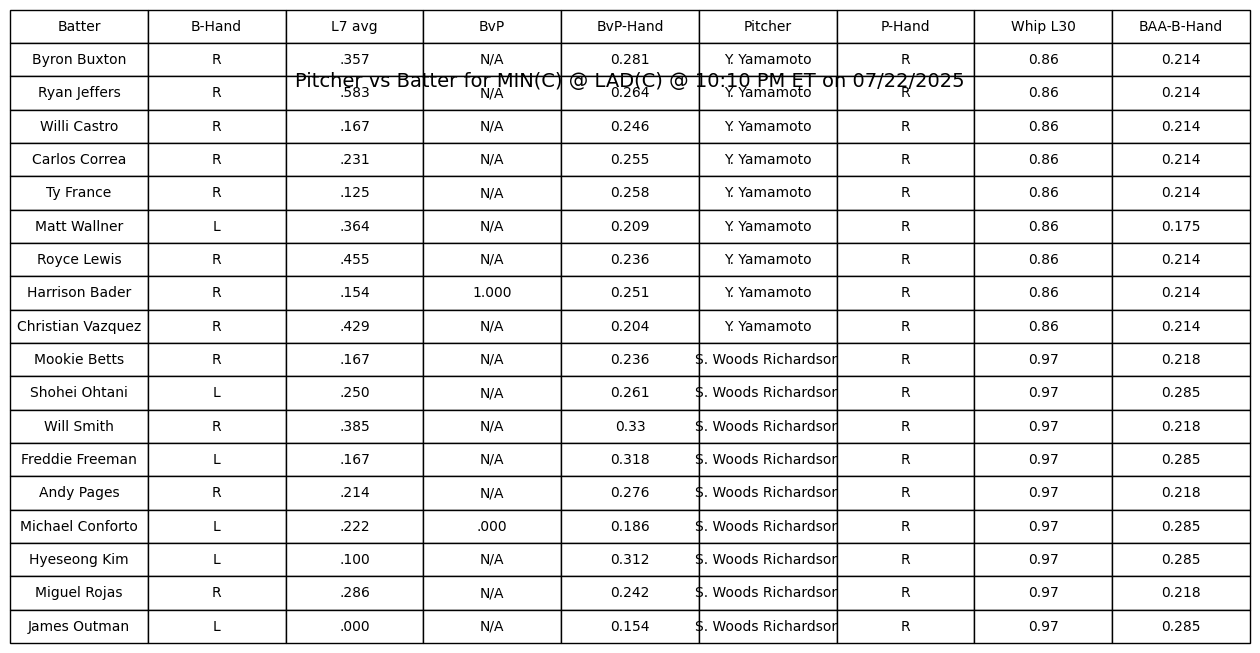 Batter B-Hand L7 avg BvP BvP-Hand Pitcher P-Hand Whip L30 BAA-B-Hand
Byron Buxton R .357 N/A 0.281 Y. Yamamoto R 0.86 0.214
Pitcher vs Batter for MIN(C) @ LAD(C) @ 10:10 PM ET on 07/22/2025
Ryan Jeffers R .583 N/A 0.264 Y. Yamamoto R 0.86 0.214
Willi Castro R .167 N/A 0.246 Y. Yamamoto R 0.86 0.214
Carlos Correa R .231 N/A 0.255 Y. Yamamoto R 0.86 0.214
Ty France R .125 N/A 0.258 Y. Yamamoto R 0.86 0.214
Matt Wallner L .364 N/A 0.209 Y. Yamamoto R 0.86 0.175
Royce Lewis R .455 N/A 0.236 Y. Yamamoto R 0.86 0.214
Harrison Bader R .154 1.000 0.251 Y. Yamamoto R 0.86 0.214
Christian Vazquez R .429 N/A 0.204 Y. Yamamoto R 0.86 0.214
Mookie Betts R .167 N/A 0.236 S. Woods Richardson R 0.97 0.218
Shohei Ohtani L .250 N/A 0.261 S. Woods Richardson R 0.97 0.285
Will Smith R .385 N/A 0.33 S. Woods Richardson R 0.97 0.218
Freddie Freeman L .167 N/A 0.318 S. Woods Richardson R 0.97 0.285
Andy Pages R .214 N/A 0.276 S. Woods Richardson R 0.97 0.218
Michael Conforto L .222 .000 0.186 S. Woods Richardson R 0.97 0.285
Hyeseong Kim L .100 N/A 0.312 S. Woods Richardson R 0.97 0.285
Miguel Rojas R .286 N/A 0.242 S. Woods Richardson R 0.97 0.218
James Outman L .000 N/A 0.154 S. Woods Richardson R 0.97 0.285